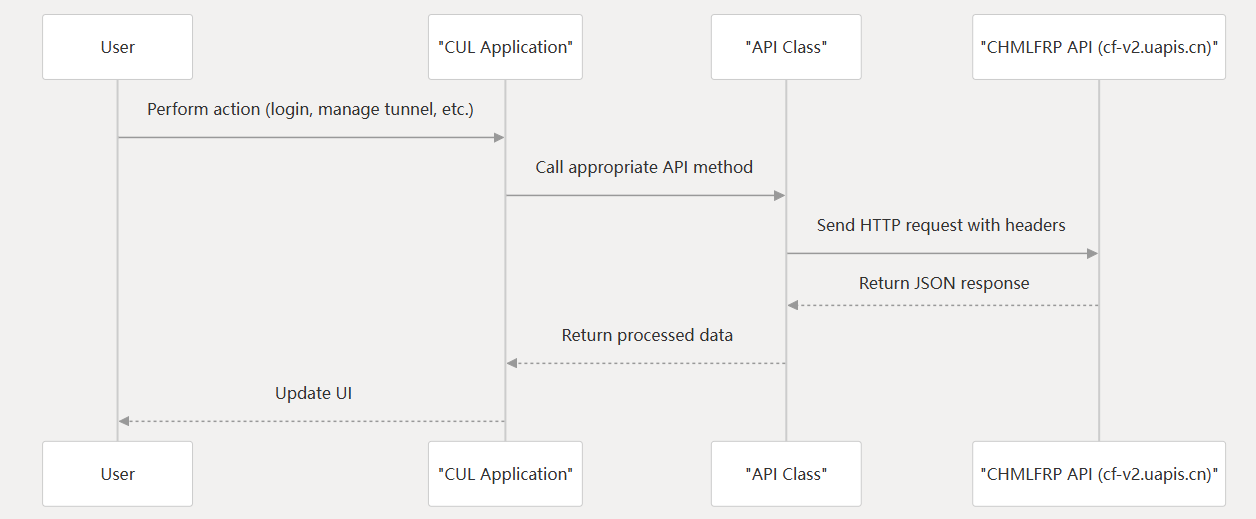 User
"CUL Application"
"API Class"
"CHMLFRP API (cf-v2.uapis.cn)"
Perform action (login, manage tunnel, etc.)
Call appropriate API method
Send HTTP request with headers
Return JSON response
Return processed data
Update UI
User
"CUL Application"
"API Class"
"CHMLFRP API (cf-v2.uapis.cn)"